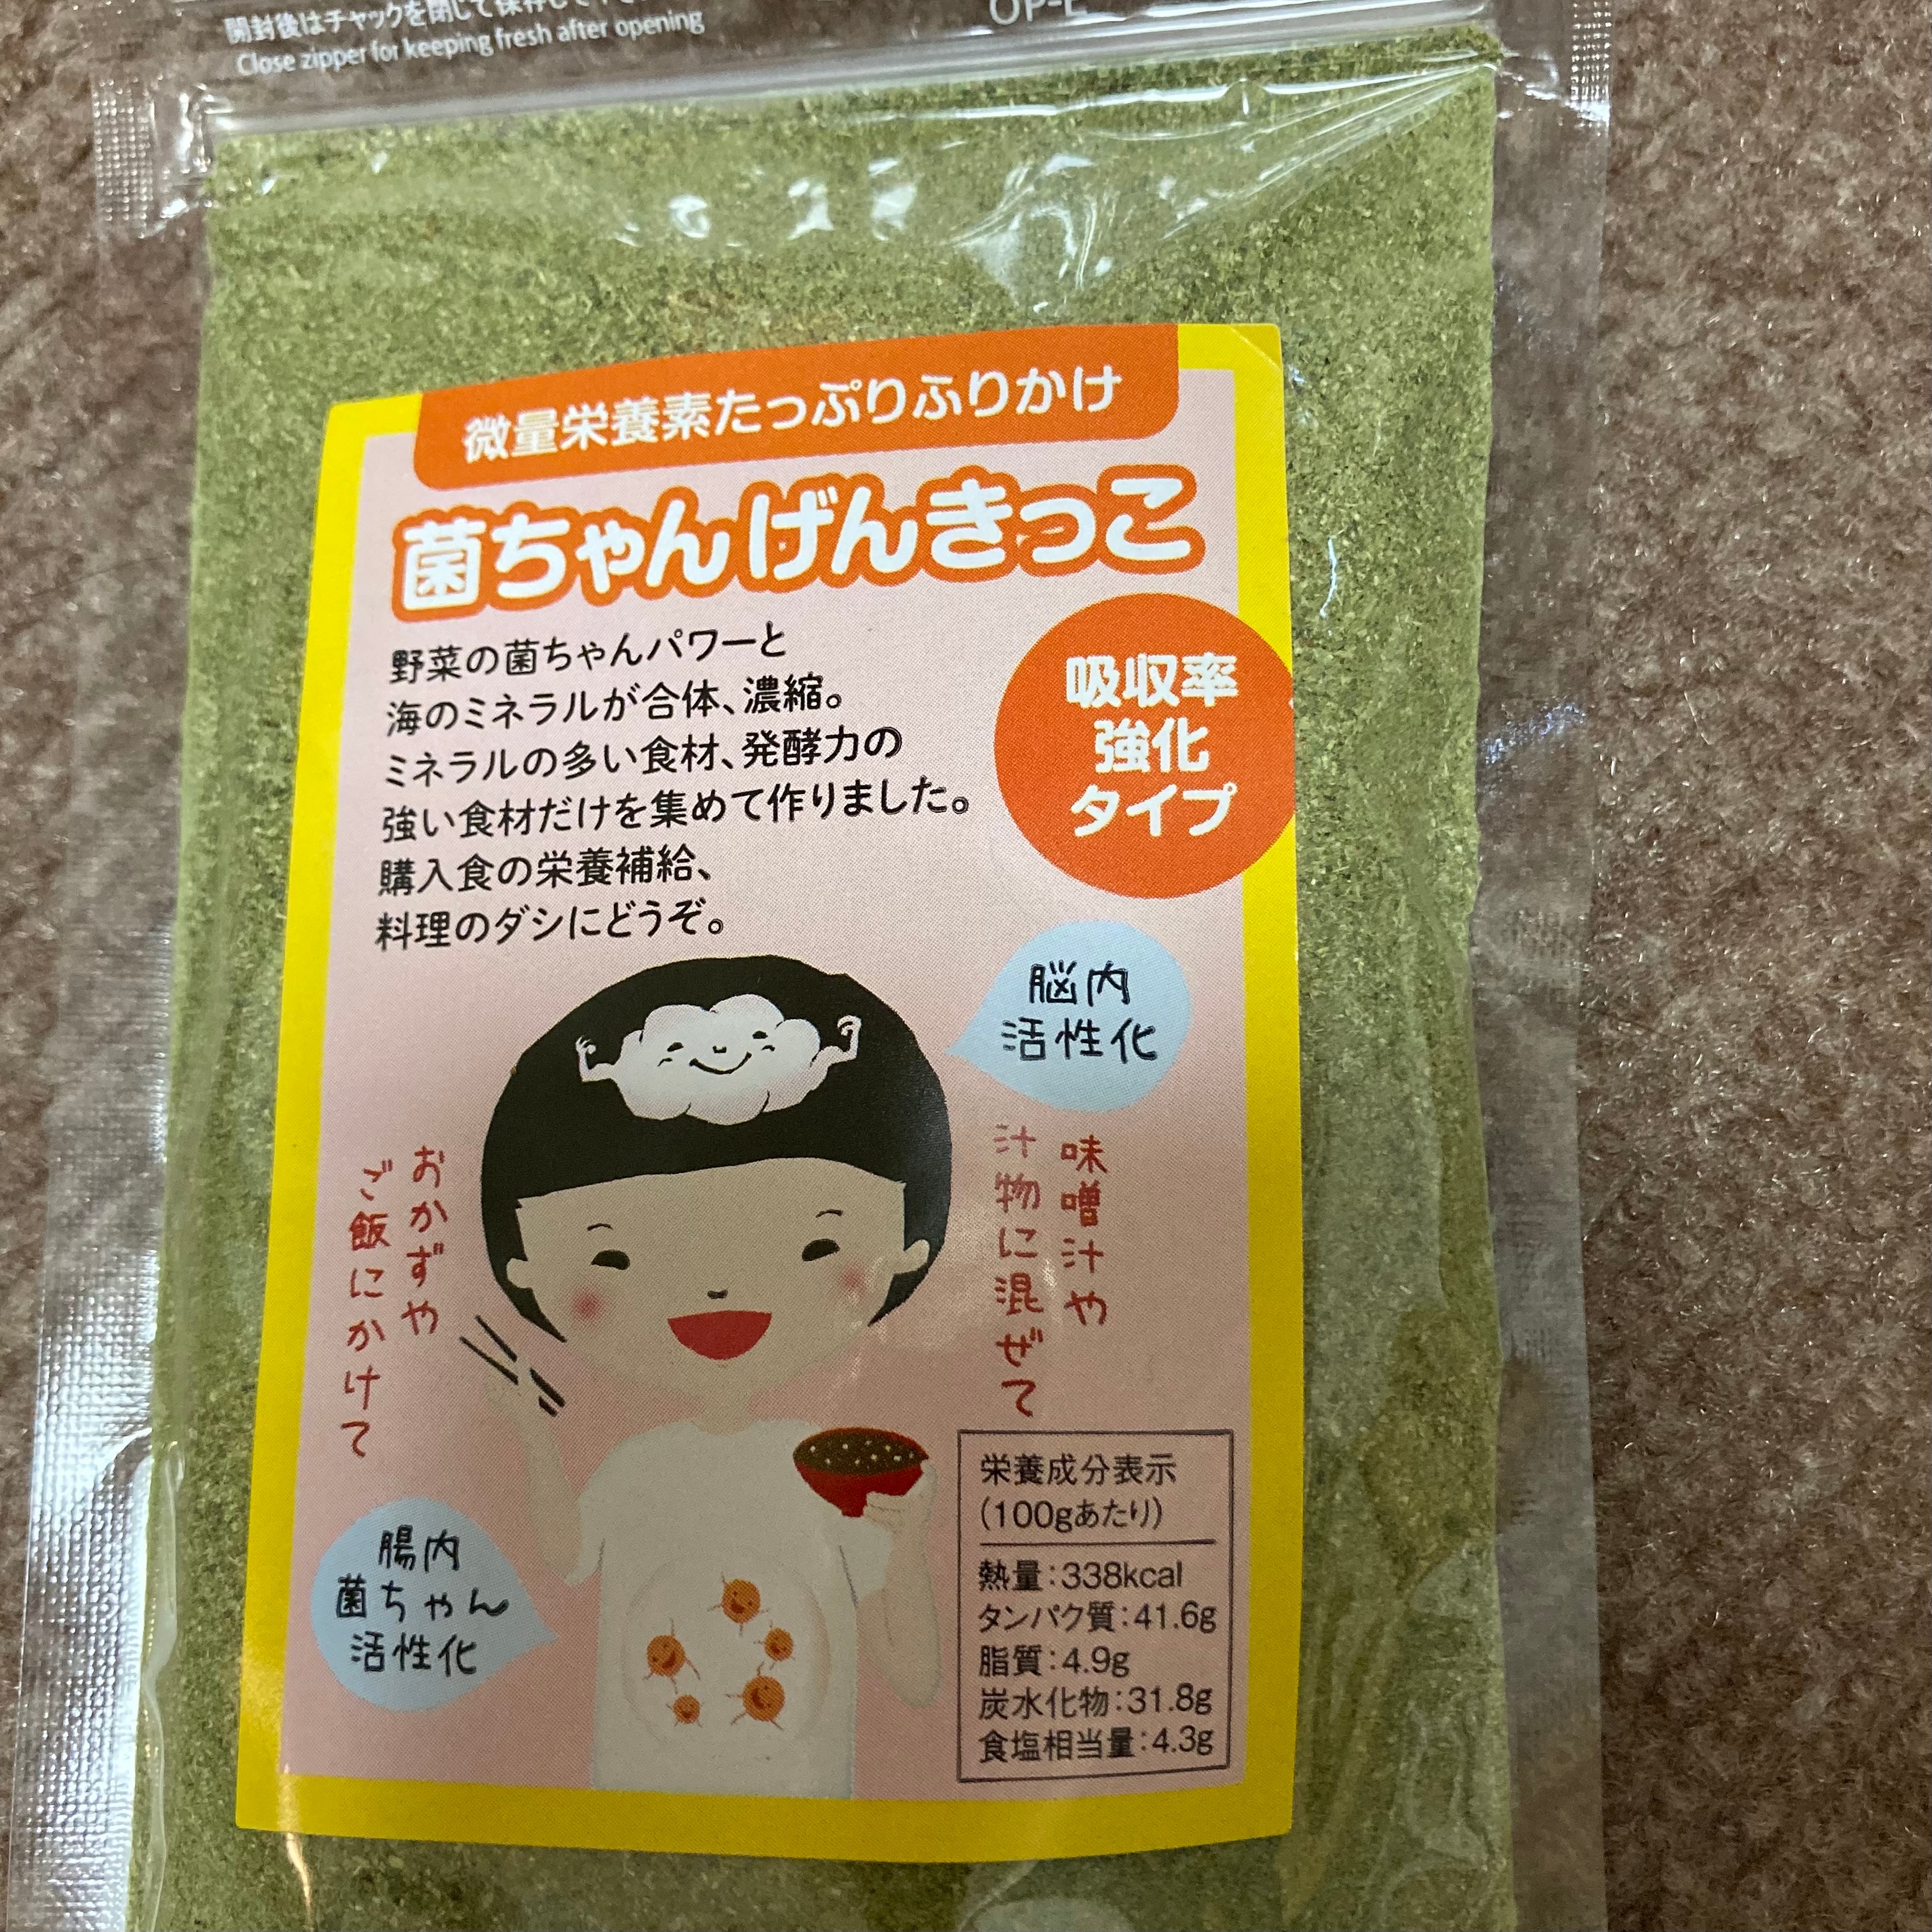 開封後はチャックを閉じて保存して
Close zipper for keeping fresh after opening
OP-E
微量栄養素たっぷりふりかけ
菌ちゃんげんきっこ
野菜の菌ちゃんパワーと
海のミネラルが合体、濃縮。
ミネラルの多い食材、発酵力の
強い食材だけを集めて作りました。
購入食の栄養補給、
料理のダシにどうぞ。
吸収率
強化
タイプ
脳内
活性化
味噌汁や
汁物に混ぜて
おかずや
ご飯にかけて
腸内
菌ちゃん
活性化
栄養成分表示
(100gあたり)
熱量:338kcal
タンパク質:41.6g
脂質:4.9g
炭水化物:31.8g
食塩相当量:4.3g